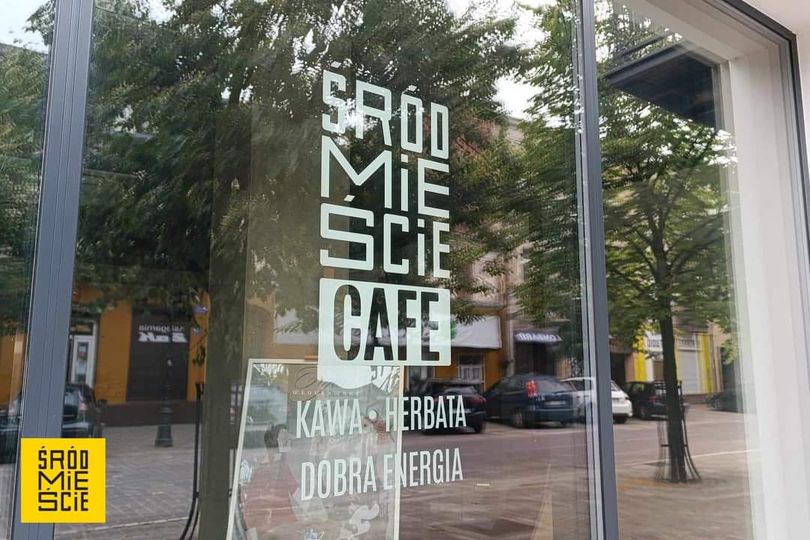 ŚRÓD
MiE
ŚCiE
CAFE
KAWA • HERBATA
DOBRA ENERGIA
ŚRÓD
MiE
ŚCiE